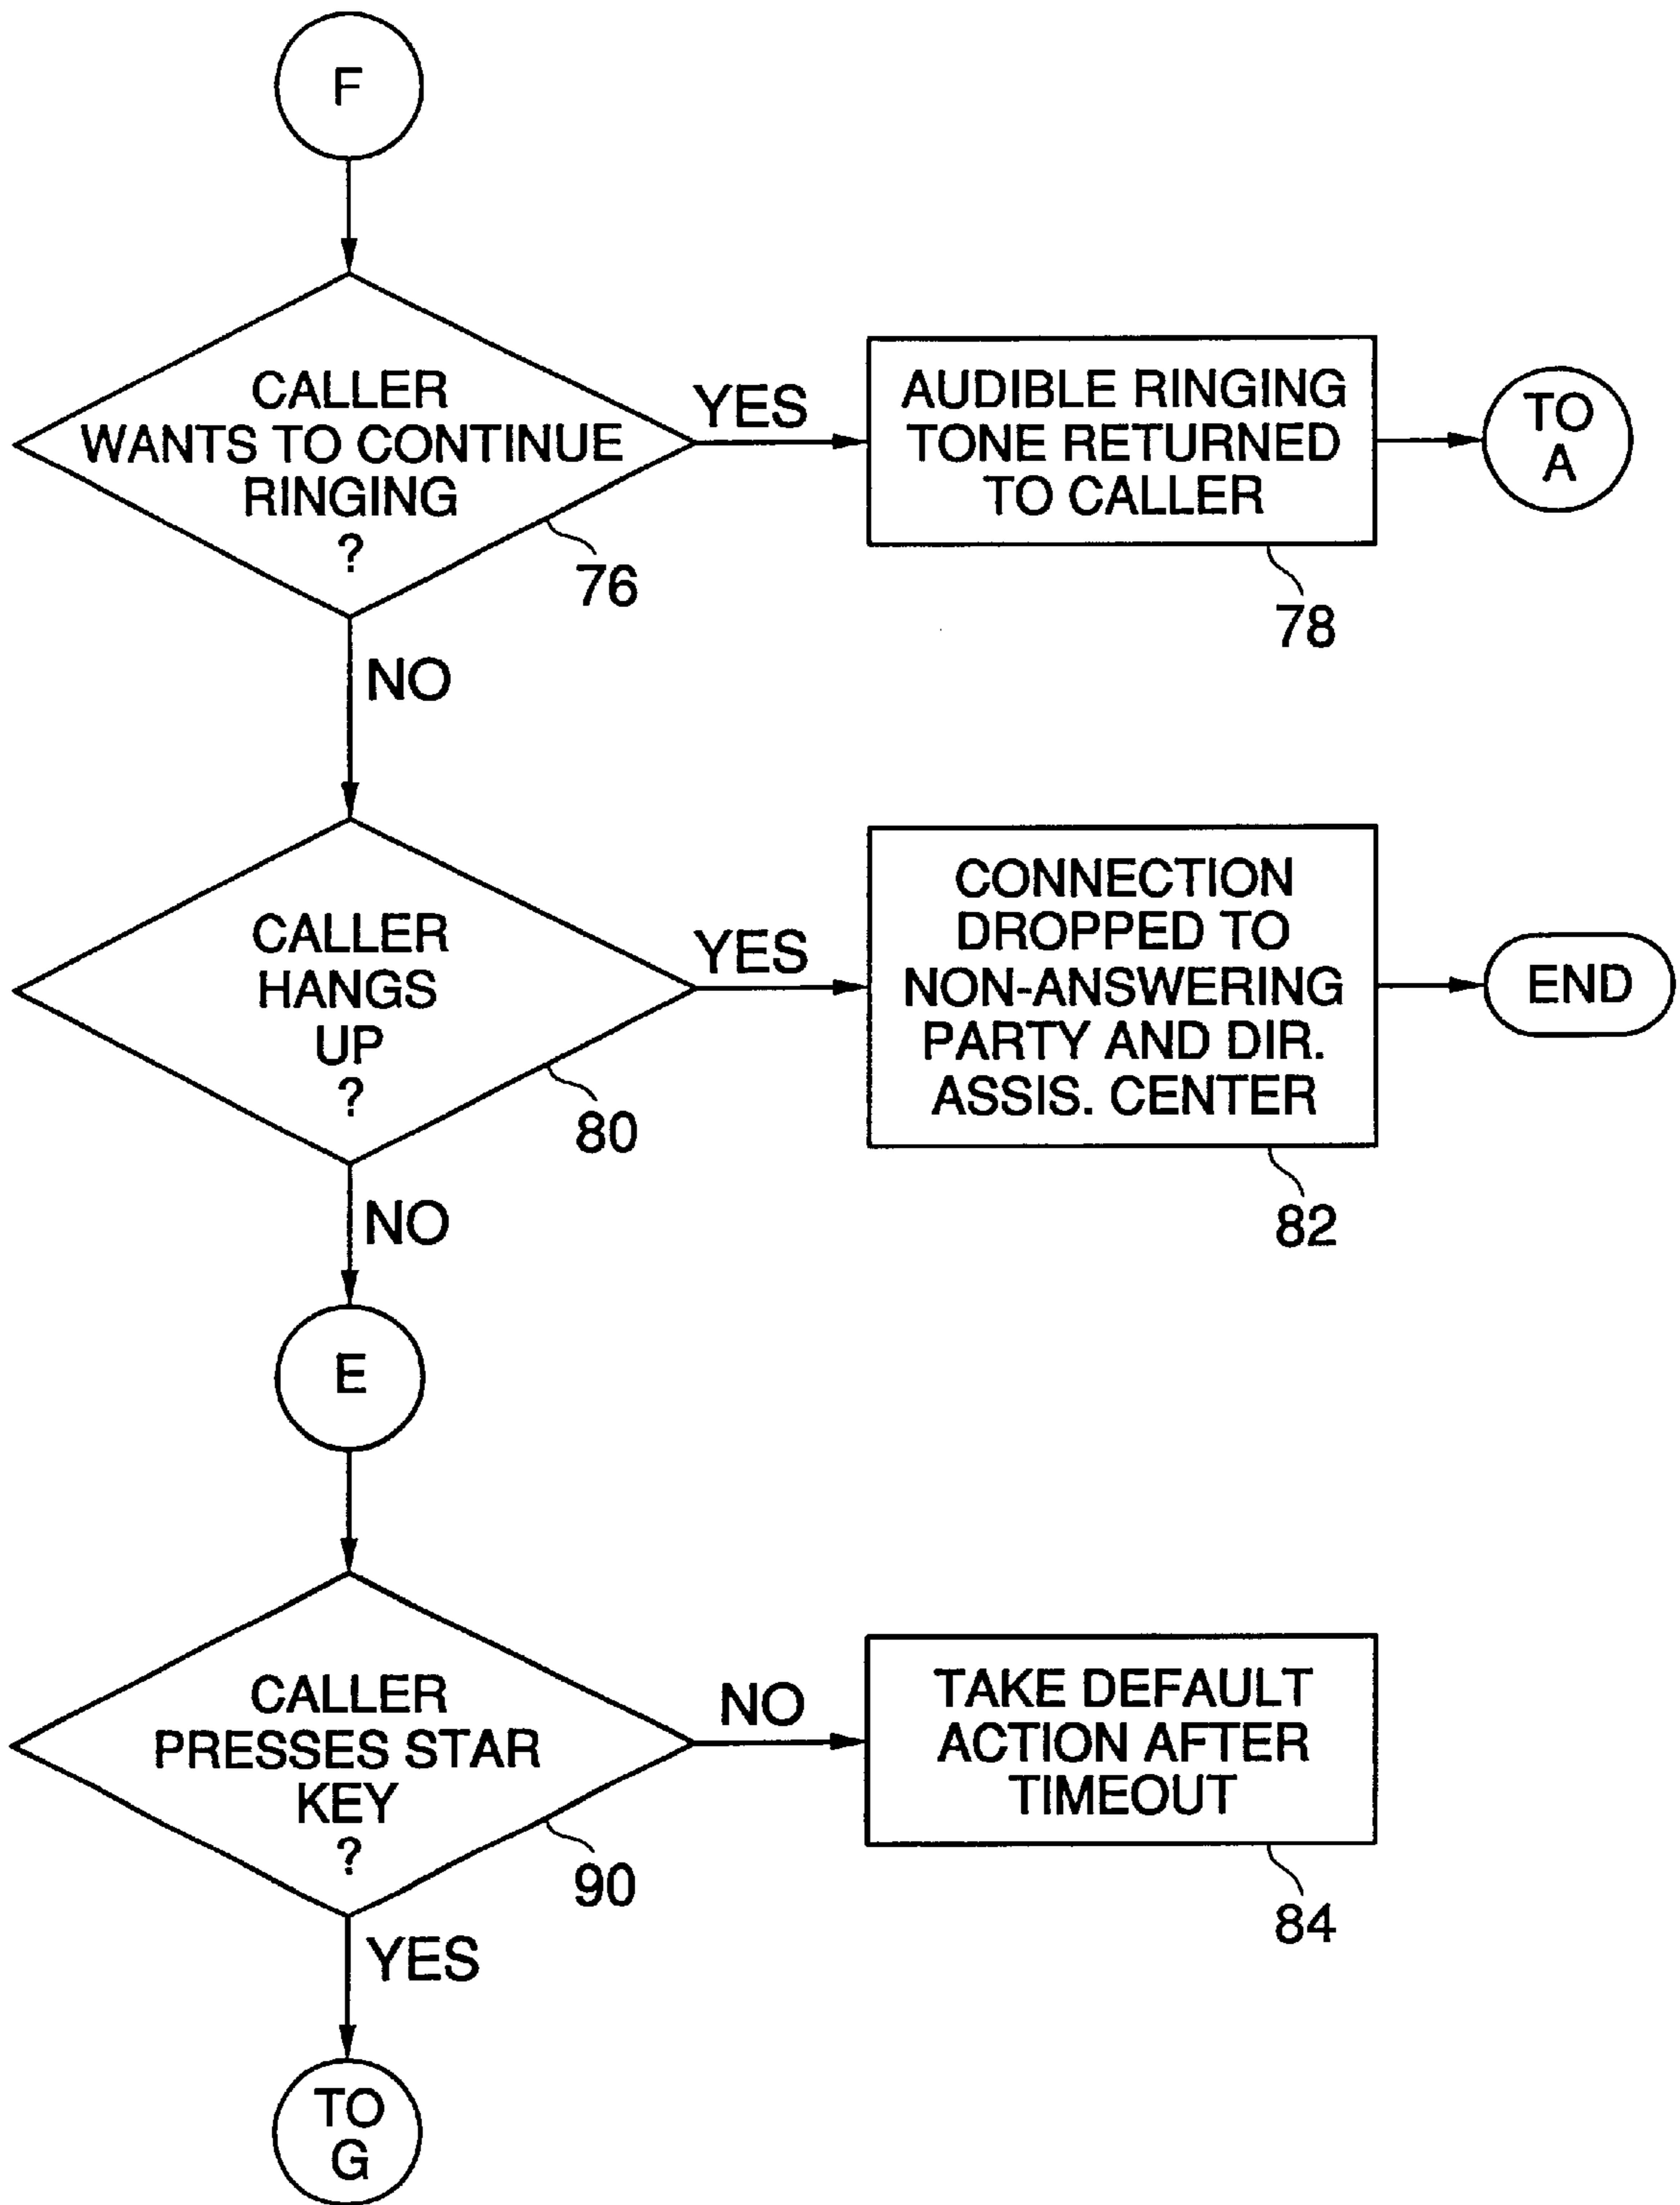 F
CALLER
WANTS TO CONTINUE
RINGING
?
76
YES
AUDIBLE RINGING
TONE RETURNED
TO CALLER
78
TO
A
NO
CALLER
HANGS
UP
?
80
YES
CONNECTION
DROPPED TO
NON-ANSWERING
PARTY AND DIR.
ASSIS. CENTER
82
END
NO
E
CALLER
PRESSES STAR
KEY
?
90
NO
TAKE DEFAULT
ACTION AFTER
TIMEOUT
84
YES
TO
G